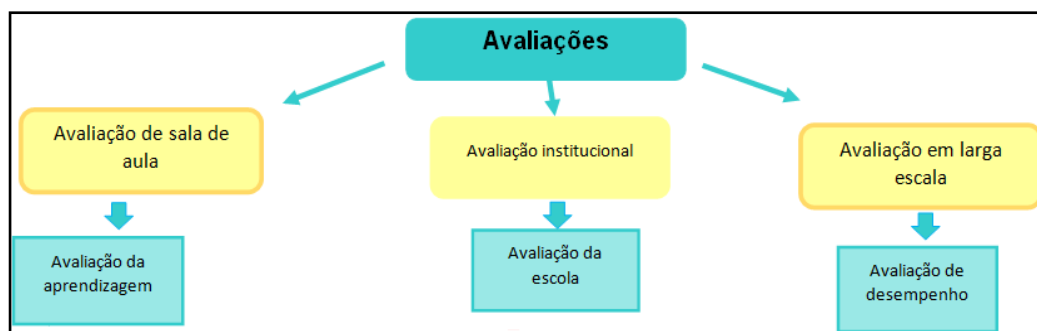 Avaliações
Avaliação de sala de
aula
Avaliação institucional
Avaliação em larga
escala
Avaliação da
aprendizagem
Avaliação da
escola
Avaliação de
desempenho